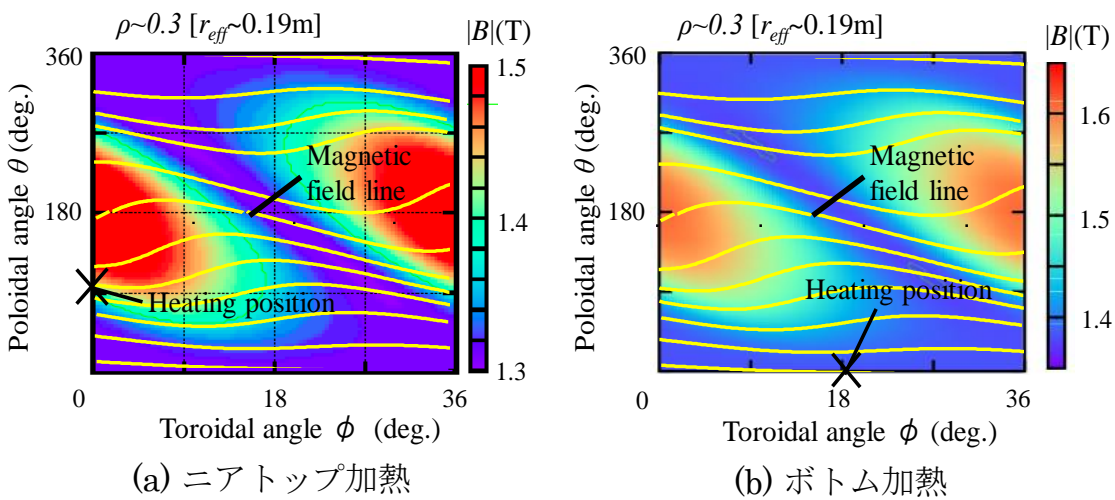 ρ~0.3 [reff~0.19m]
|B|(T)
360
180
0
18
36
Poloidal angle θ (deg.)
Toroidal angle ϕ (deg.)
Magnetic
field line
Heating position
1.5
1.4
1.3
(a) ニアトップ加熱
ρ~0.3 [reff~0.19m]
|B|(T)
360
180
0
18
36
Poloidal angle θ (deg.)
Toroidal angle ϕ (deg.)
Magnetic
field line
Heating position
1.6
1.5
1.4
(b) ボトム加熱